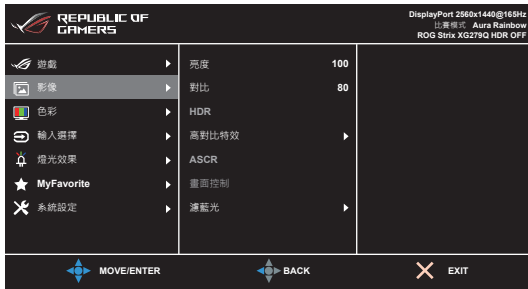 REPUBLIC OF
GAMERS
DisplayPort 2560x1440@165Hz
比賽模式 Aura Rainbow
ROG Strix XG279Q HDR OFF
遊戲
影像
色彩
輸入選擇
燈光效果
MyFavorite
系統設定
亮度 100
對比 80
HDR
高對比特效
ASCR
畫面控制
濾藍光
MOVE/ENTER
BACK
EXIT